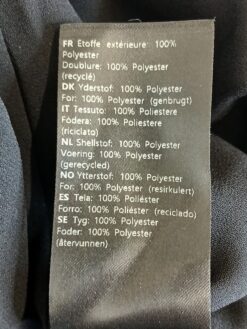 FR Etoffe extérieure: 100%
Polyester
Doublure: 100% Polyester
(recyclé)
DK Yderstof: 100% Polyester
For: 100% Polyester (genbrugt)
IT Tessuto: 100% Poliestere
Fodera: 100% Poliestere
(riciclato)
NL Shellstof: 100% Polyester
Voering: 100% Polyester
(gerecycled)
NO Ytterstof: 100% Polyester
For: 100% Polyester (resirkulert)
ES Tela: 100% Poliéster
Forro: 100% Poliéster (reciclado)
SE Tyg: 100% Polyester
Foder: 100% Polyester
(återvunnen)